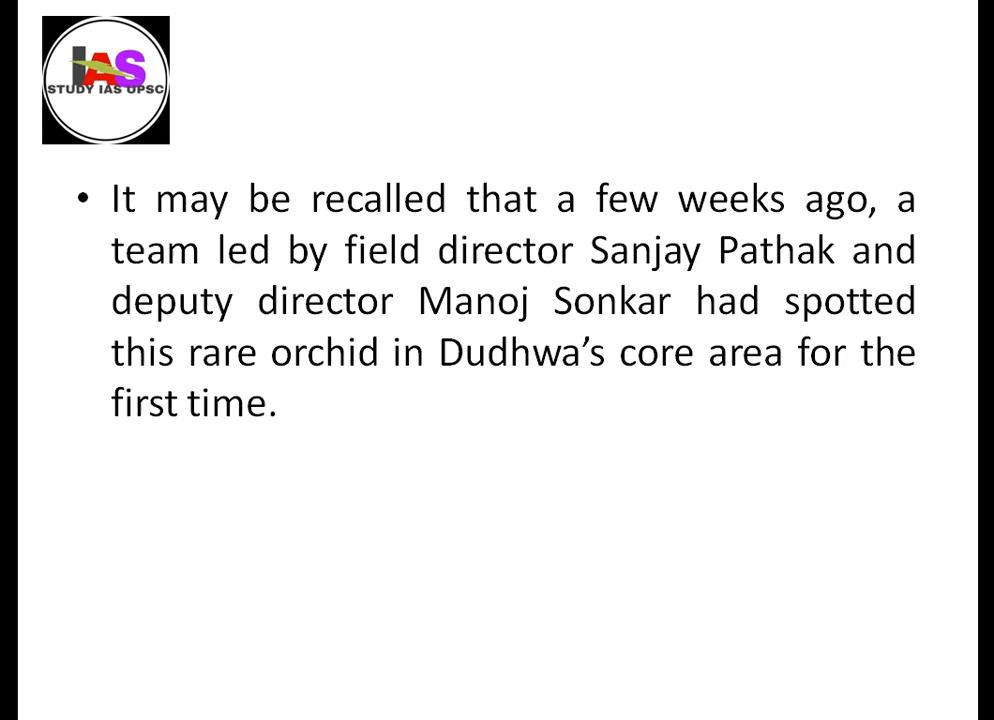 IAS
STUDY IAS UPSC
• It may be recalled that a few weeks ago, a
team led by field director Sanjay Pathak and
deputy director Manoj Sonkar had spotted
this rare orchid in Dudhwa’s core area for the
first time.